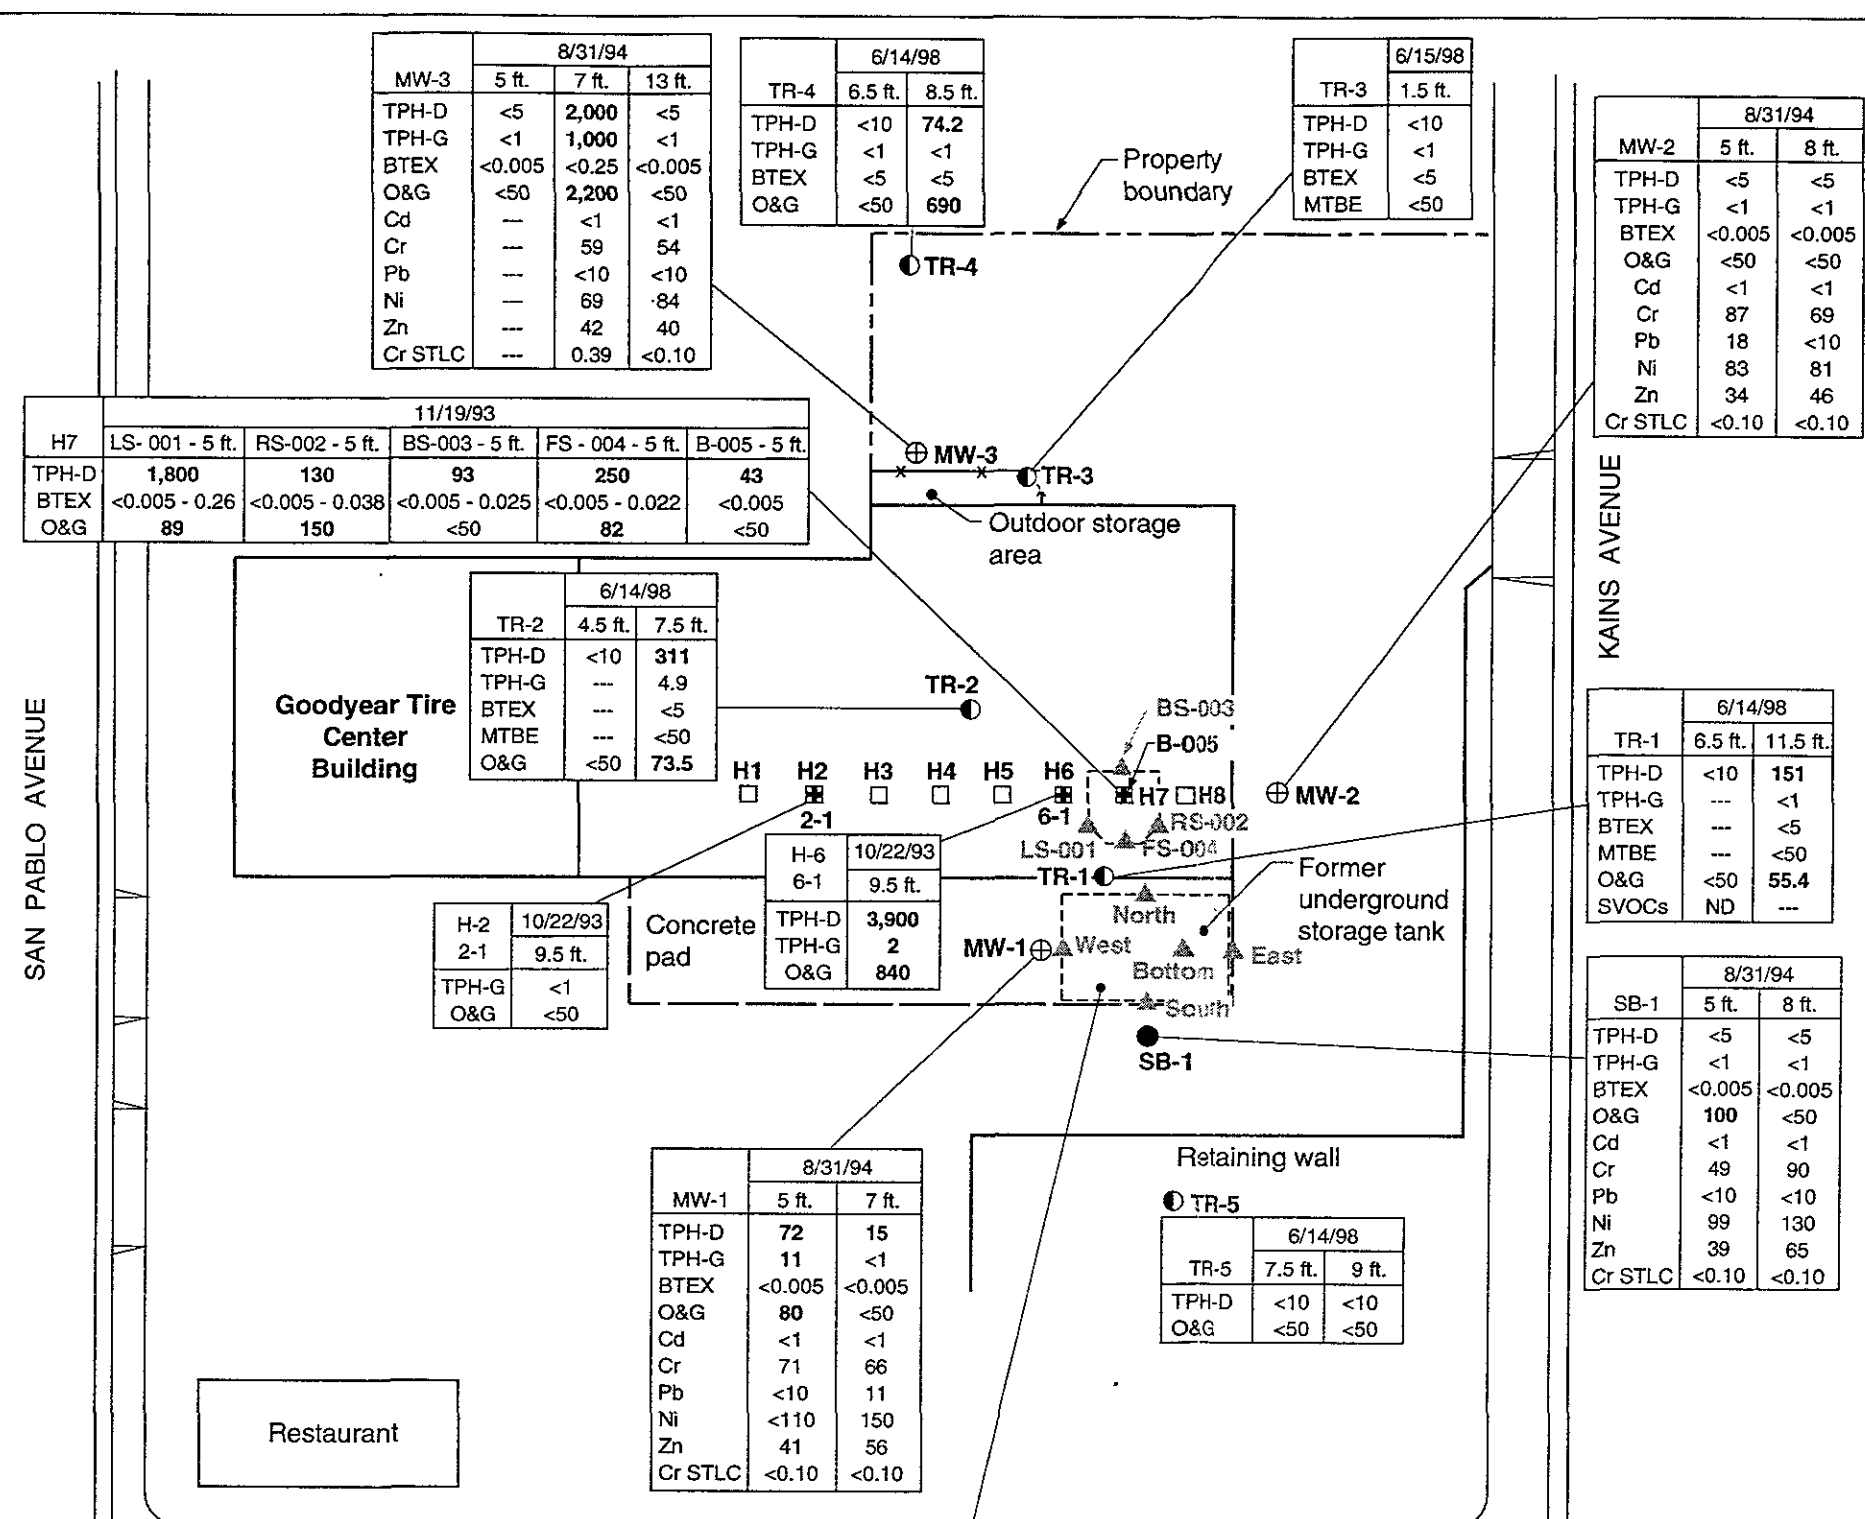 8/31/94
MW-3 5 ft. 7 ft. 13 ft.
TPH-D <5 2,000 <5
TPH-G <1 1,000 <1
BTEX <0.005 <0.25 <0.005
O&G <50 2,200 <50
Cd --- <1 <1
Cr --- 59 54
Pb --- <10 <10
Ni --- 69 84
Zn --- 42 40
Cr STLC --- 0.39 <0.10
6/14/98
TR-4 6.5 ft. 8.5 ft.
TPH-D <10 74.2
TPH-G <1 <1
BTEX <5 <5
O&G <50 690
6/15/98
TR-3 1.5 ft.
TPH-D <10
TPH-G <1
BTEX <5
MTBE <50
8/31/94
MW-2 5 ft. 8 ft.
TPH-D <5 <5
TPH-G <1 <1
BTEX <0.005 <0.005
O&G <50 <50
Cd <1 <1
Cr 87 69
Pb 18 <10
Ni 83 81
Zn 34 46
Cr STLC <0.10 <0.10
Property
boundary
TR-4
11/19/93
H7 LS- 001 - 5 ft. RS-002 - 5 ft. BS-003 - 5 ft. FS - 004 - 5 ft. B-005 - 5 ft.
TPH-D 1,800 130 93 250 43
BTEX <0.005 - 0.26 <0.005 - 0.038 <0.005 - 0.025 <0.005 - 0.022 <0.005
O&G 89 150 <50 82 <50
MW-3
x x
TR-3
Outdoor storage
area
KAINS AVENUE
SAN PABLO AVENUE
Goodyear Tire
Center
Building
6/14/98
TR-2 4.5 ft. 7.5 ft.
TPH-D <10 311
TPH-G --- 4.9
BTEX --- <5
MTBE --- <50
O&G <50 73.5
TR-2
BS-003
B-005
H1 H2 H3 H4 H5 H6
H7 H8 MW-2
2-1 6-1
RS-002
LS-001 FS-004
TR-1
6/14/98
TR-1 6.5 ft. 11.5 ft.
TPH-D <10 151
TPH-G --- <1
BTEX --- <5
MTBE --- <50
O&G <50 55.4
SVOCs ND ---
H-6 10/22/93
6-1 9.5 ft.
TPH-D 3,900
TPH-G 2
O&G 840
H-2 10/22/93
2-1 9.5 ft.
TPH-G <1
O&G <50
Concrete
pad
Former
underground
storage tank
North
MW-1 West
Bottom
East
South
SB-1
8/31/94
SB-1 5 ft. 8 ft.
TPH-D <5 <5
TPH-G <1 <1
BTEX <0.005 <0.005
O&G 100 <50
Cd <1 <1
Cr 49 90
Pb <10 <10
Ni 99 130
Zn 39 65
Cr STLC <0.10 <0.10
8/31/94
MW-1 5 ft. 7 ft.
TPH-D 72 15
TPH-G 11 <1
BTEX <0.005 <0.005
O&G 80 <50
Cd <1 <1
Cr 71 66
Pb <10 11
Ni <110 150
Zn 41 56
Cr STLC <0.10 <0.10
Retaining wall
TR-5
6/14/98
TR-5 7.5 ft. 9 ft.
TPH-D <10 <10
O&G <50 <50
Restaurant